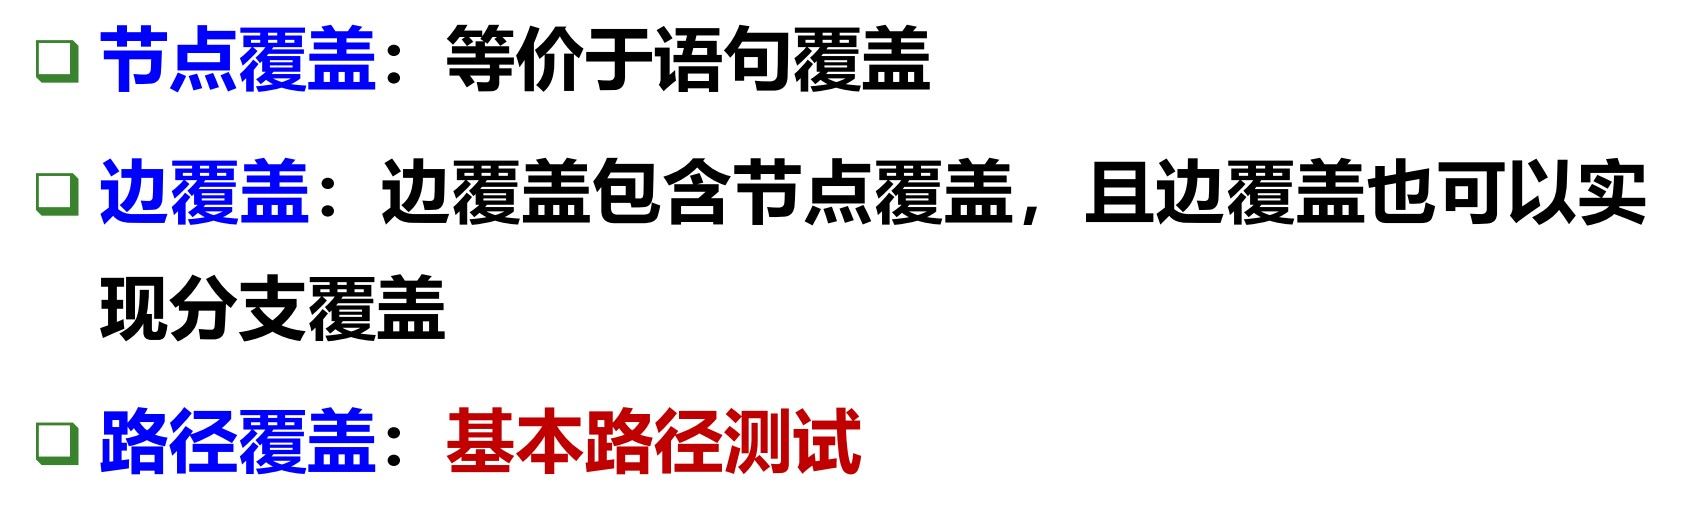 节点覆盖：等价于语句覆盖
边覆盖：边覆盖包含节点覆盖，且边覆盖也可以实
现分支覆盖
路径覆盖：基本路径测试